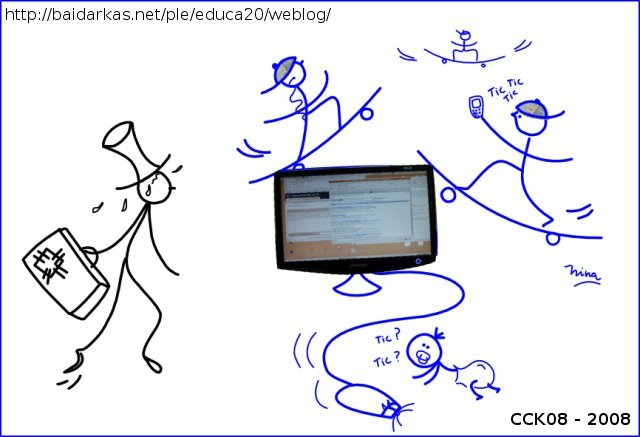 http://baidarkas.net/ple/educa20/weblog/
Tic Tic
Tic
Tic?
Tic?
nina
CCK08 - 2008